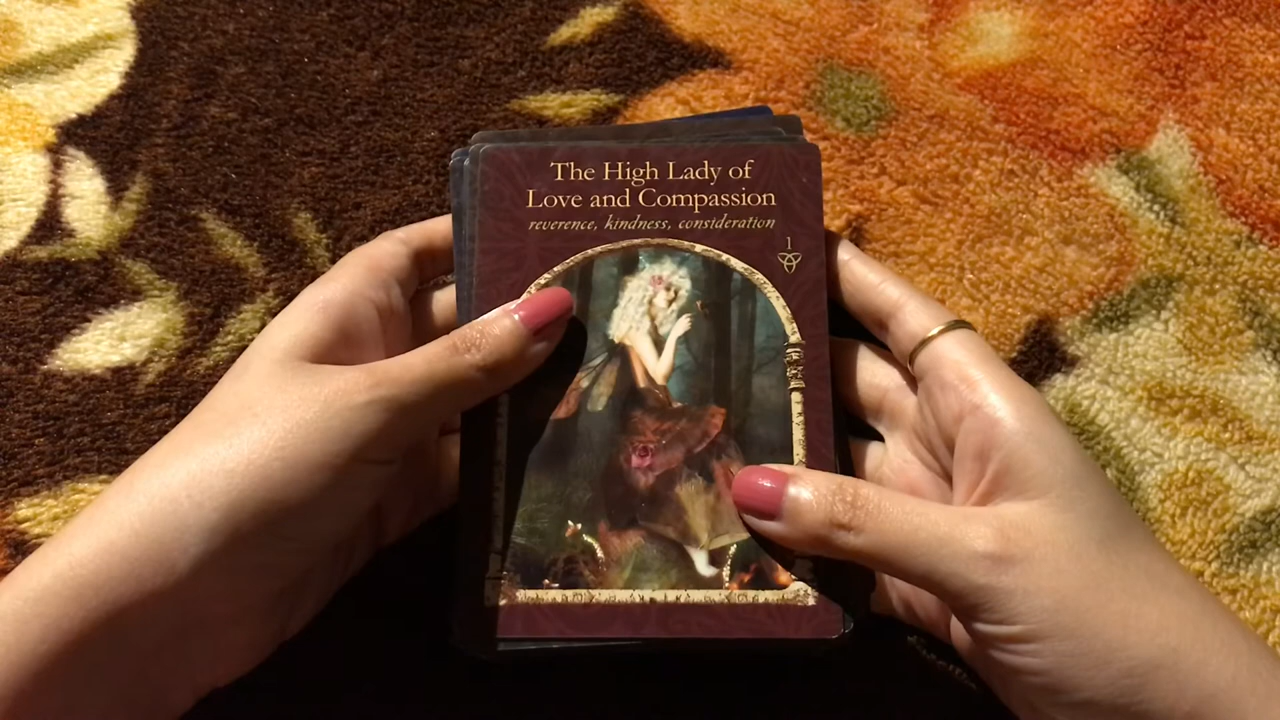 The High Lady of
Love and Compassion
reverence, kindness, consideration
1